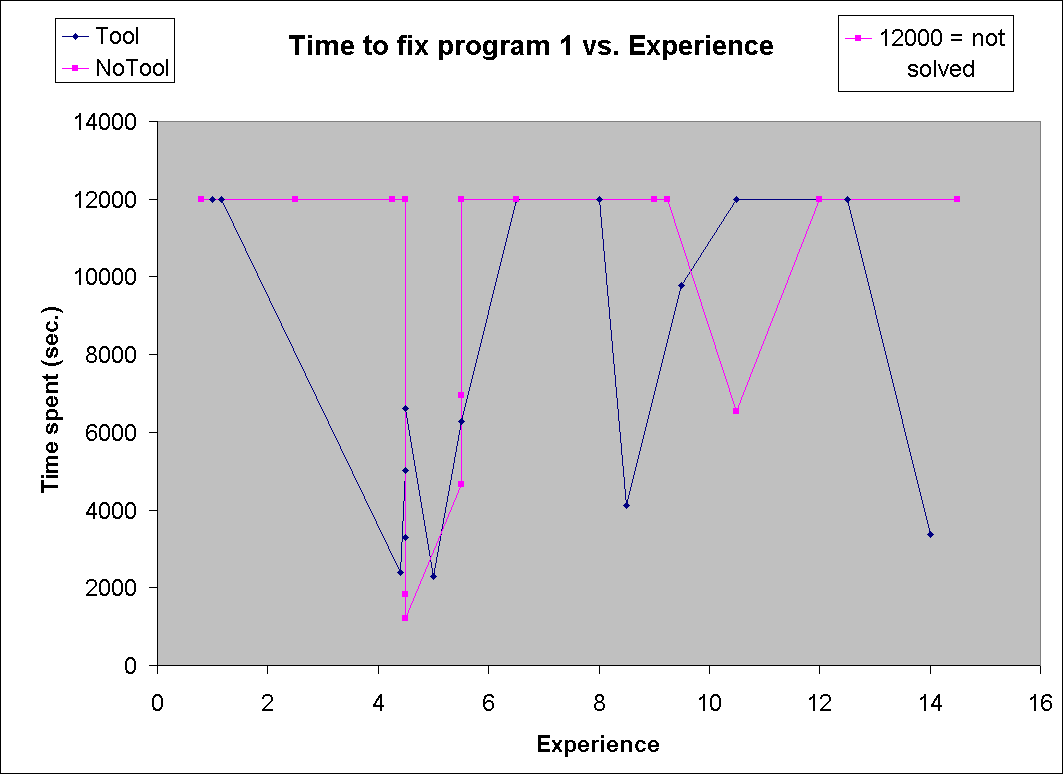 Tool
NoTool
Time to fix program 1 vs. Experience
12000 = not
solved
14000
12000
10000
8000
6000
4000
2000
0
Time spent (sec.)
0 2 4 6 8 10 12 14 16
Experience